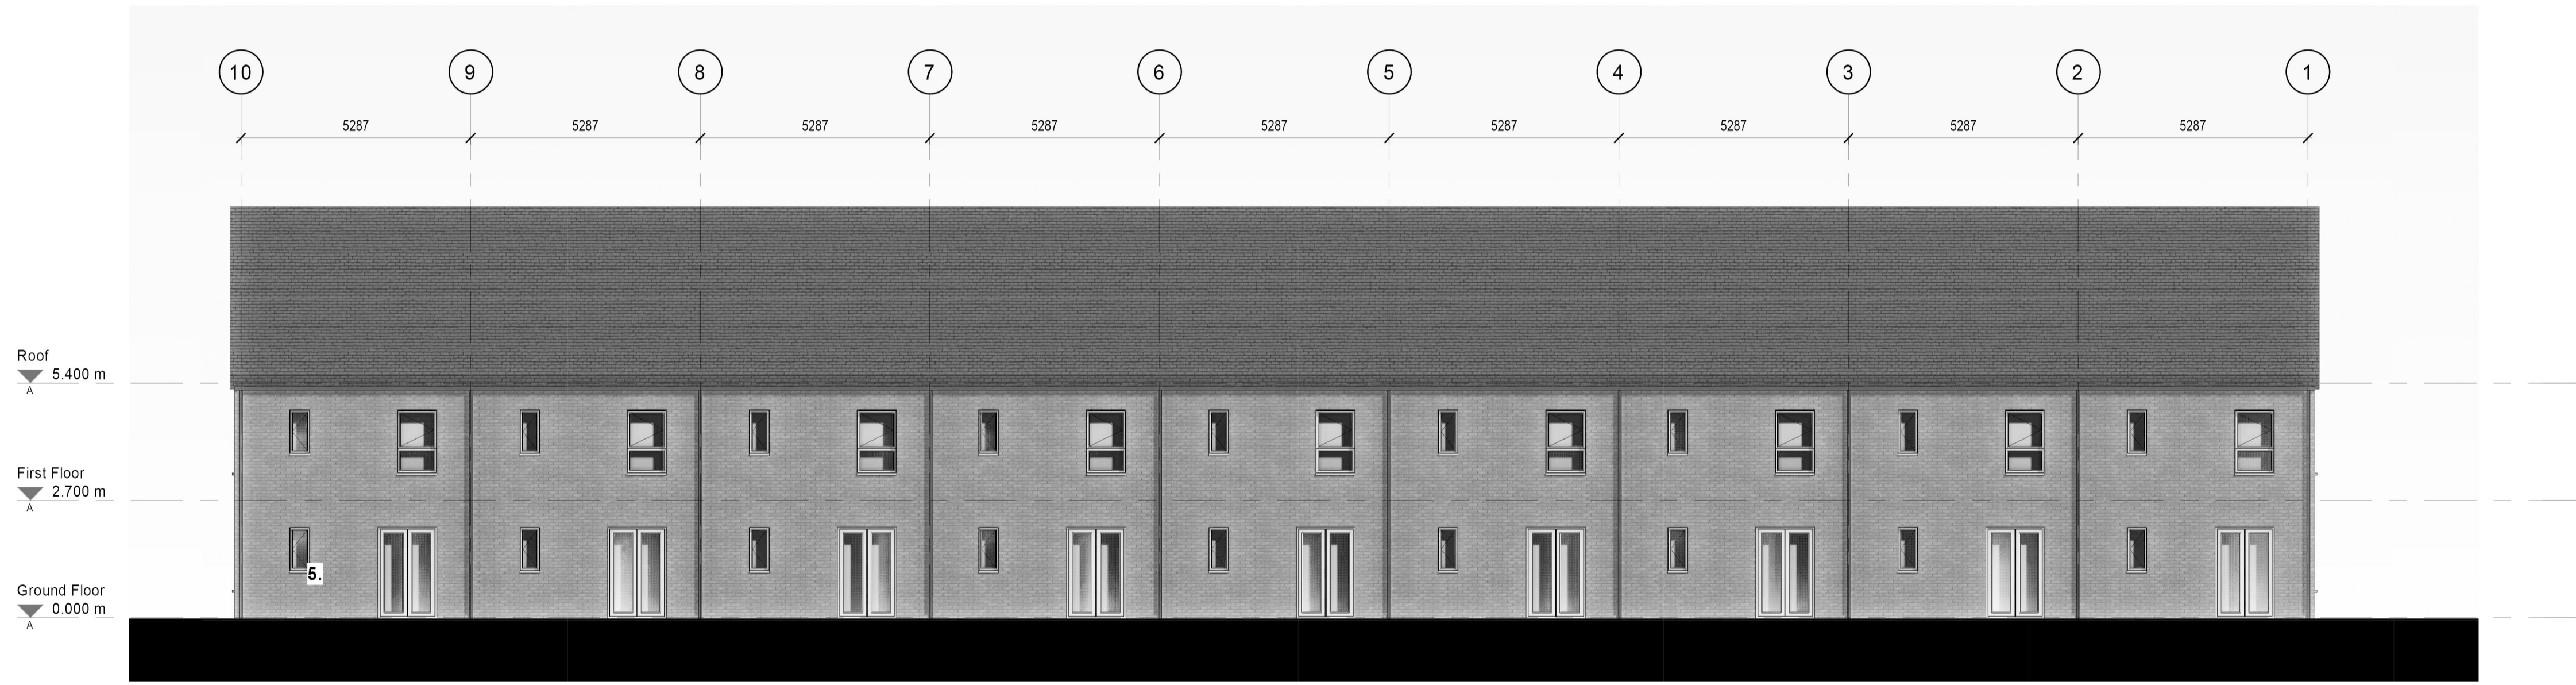 10 9 8 7 6 5 4 3 2 1
5287 5287 5287 5287 5287 5287 5287 5287 5287
Roof
5.400 m
A
First Floor
2.700 m
A
5.
Ground Floor
0.000 m
A